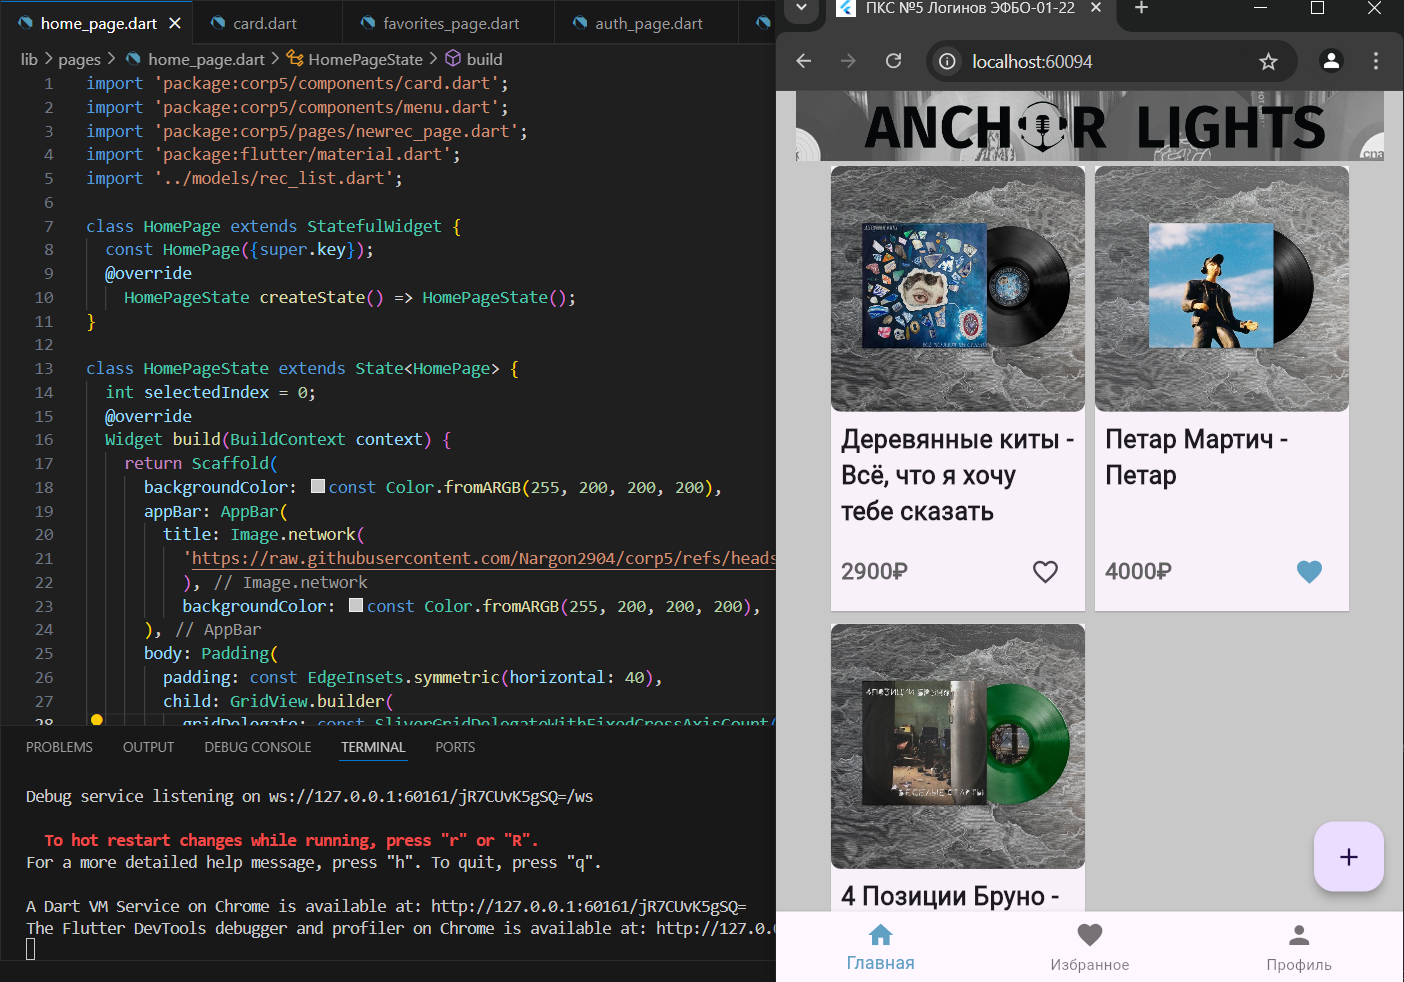 home_page.dart
card.dart
favorites_page.dart
auth_page.dart
lib > pages > home_page.dart > HomePageState > build
1 import 'package:corp5/components/card.dart';
2 import 'package:corp5/components/menu.dart';
3 import 'package:corp5/pages/newrec_page.dart';
4 import 'package:flutter/material.dart';
5 import '../models/rec_list.dart';
6
7 class HomePage extends StatefulWidget {
8 const HomePage({super.key});
9 @override
10 HomePageState createState() => HomePageState();
11 }
12
13 class HomePageState extends State<HomePage> {
14 int selectedIndex = 0;
15 @override
16 Widget build(BuildContext context) {
17 return Scaffold(
18 backgroundColor: const Color.fromARGB(255, 200, 200, 200),
19 appBar: AppBar(
20 title: Image.network(
21 'https://raw.githubusercontent.com/Nargon2904/corp5/refs/heads
22 ), // Image.network
23 backgroundColor: const Color.fromARGB(255, 200, 200, 200),
24 ), // AppBar
25 body: Padding(
26 padding: const EdgeInsets.symmetric(horizontal: 40),
27 child: GridView.builder(
28 gridDelegate: const SliverGridDelegateWithFixedCrossAxisCount(
PROBLEMS
OUTPUT
DEBUG CONSOLE
TERMINAL
PORTS
Debug service listening on ws://127.0.0.1:60161/jR7CUvK5gSQ=/ws
To hot restart changes while running, press "r" or "R".
For a more detailed help message, press "h". To quit, press "q".
A Dart VM Service on Chrome is available at: http://127.0.0.1:60161/jR7CUvK5gSQ=
The Flutter DevTools debugger and profiler on Chrome is available at: http://127.0.
ПКС №5 Логинов ЭФБО-01-22
localhost:60094
ANCHOR LIGHTS
Деревянные киты -
Всё, что я хочу
тебе сказать
2900₽
Петар Мартич -
Петар
4000₽
4 ПОЗИЦИИ БРУНО
ВЕСЕЛЫЕ СТАРТЫ
4 Позиции Бруно -
Главная
Избранное
Профиль